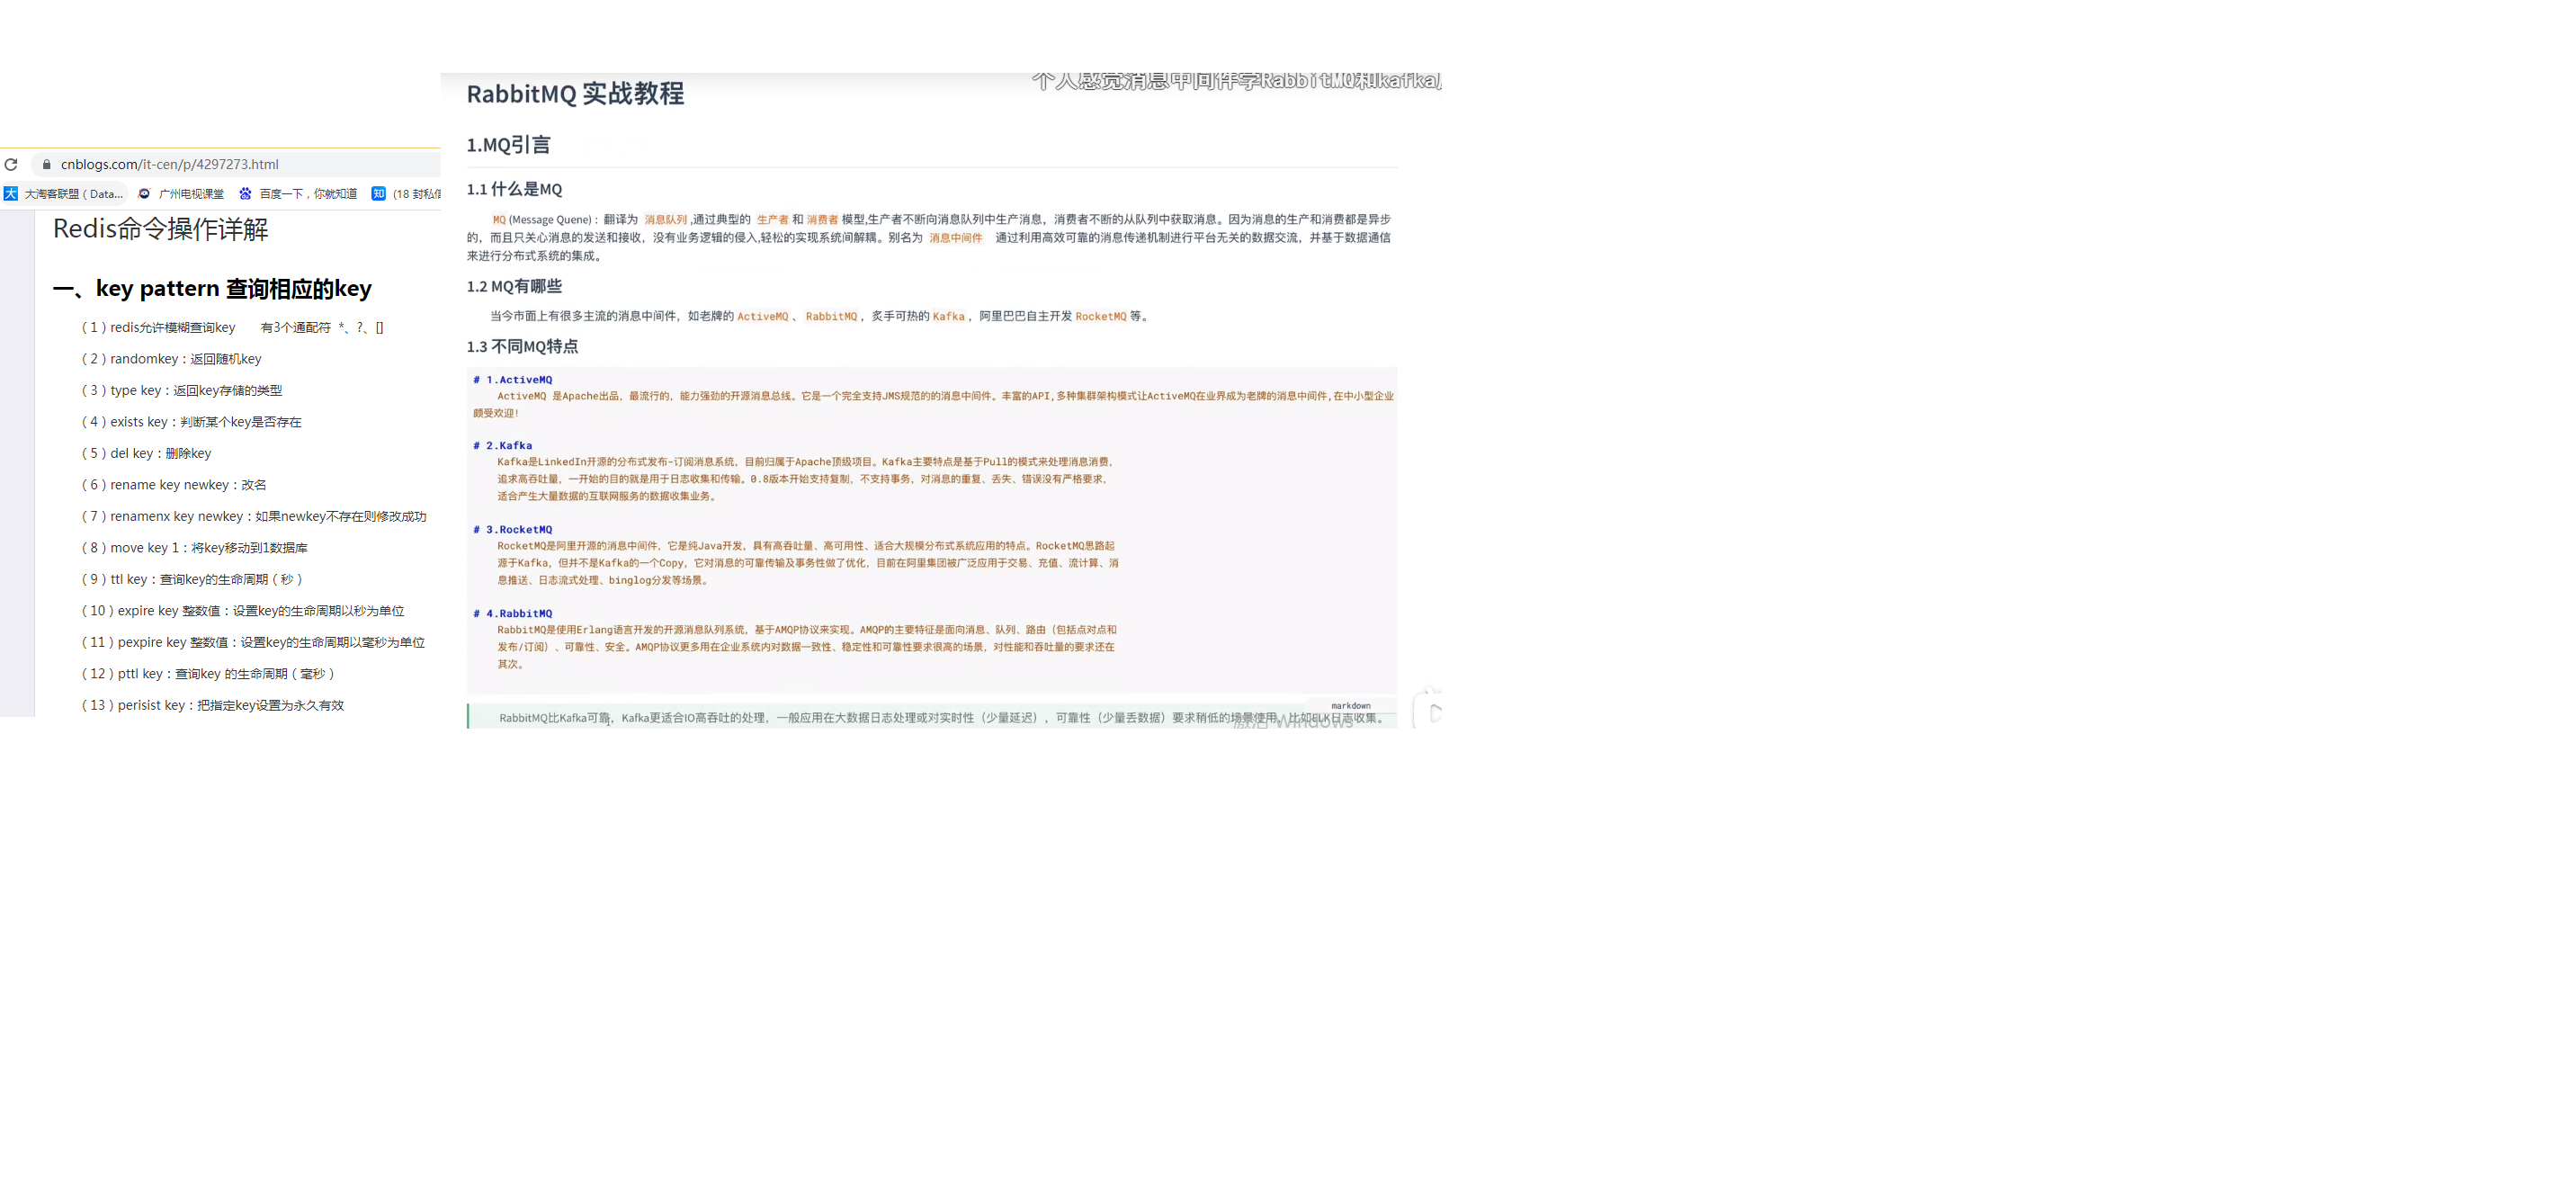 cnblogs.com/it-cen/p/4297273.html
大淘客联盟（Data... 广州电视课堂 百度一下，你就知道 知 (18 封私信
Redis命令操作详解
一、key pattern 查询相应的key
（1）redis允许模糊查询key 有3个通配符 *、?、[]
（2）randomkey：返回随机key
（3）type key：返回key存储的类型
（4）exists key：判断某个key是否存在
（5）del key：删除key
（6）rename key newkey：改名
（7）renamenx key newkey：如果newkey不存在则修改成功
（8）move key 1：将key移动到1数据库
（9）ttl key：查询key的生命周期（秒）
（10）expire key 整数值：设置key的生命周期以秒为单位
（11）pexpire key 整数值：设置key的生命周期以毫秒为单位
（12）pttl key：查询key 的生命周期（毫秒）
（13）perisist key：把指定key设置为永久有效
个人感觉消息中间件学RabbitMQ和kafka
RabbitMQ 实战教程
1.MQ引言
1.1 什么是MQ
MQ (Message Quene) : 翻译为 消息队列 ,通过典型的 生产者 和 消费者 模型,生产者不断向消息队列中生产消息，消费者不断的从队列中获取消息。因为消息的生产和消费都是异步
的，而且只关心消息的发送和接收，没有业务逻辑的侵入,轻松的实现系统间解耦。别名为 消息中间件 通过利用高效可靠的消息传递机制进行平台无关的数据交流，并基于数据通信
来进行分布式系统的集成。
1.2 MQ有哪些
当今市面上有很多主流的消息中间件，如老牌的 ActiveMQ 、 RabbitMQ ，炙手可热的 Kafka ，阿里巴巴自主开发 RocketMQ 等。
1.3 不同MQ特点
# 1.ActiveMQ
ActiveMQ 是Apache出品，最流行的，能力强劲的开源消息总线。它是一个完全支持JMS规范的的消息中间件。丰富的API,多种集群架构模式让ActiveMQ在业界成为老牌的消息中间件,在中小型企业
颇受欢迎!
# 2.Kafka
Kafka是LinkedIn开源的分布式发布-订阅消息系统，目前归属于Apache顶级项目。Kafka主要特点是基于Pull的模式来处理消息消费，
追求高吞吐量，一开始的目的就是用于日志收集和传输。0.8版本开始支持复制，不支持事务，对消息的重复、丢失、错误没有严格要求，
适合产生大量数据的互联网服务的数据收集业务。
# 3.RocketMQ
RocketMQ是阿里开源的消息中间件，它是纯Java开发，具有高吞吐量、高可用性、适合大规模分布式系统应用的特点。RocketMQ思路起
源于Kafka，但并不是Kafka的一个Copy，它对消息的可靠传输及事务性做了优化，目前在阿里集团被广泛应用于交易、充值、流计算、消
息推送、日志流式处理、binglog分发等场景。
# 4.RabbitMQ
RabbitMQ是使用Erlang语言开发的开源消息队列系统，基于AMQP协议来实现。AMQP的主要特征是面向消息、队列、路由（包括点对点和
发布/订阅）、可靠性、安全。AMQP协议更多用在企业系统内对数据一致性、稳定性和可靠性要求很高的场景，对性能和吞吐量的要求还在
其次。
markdown
RabbitMQ比Kafka可靠，Kafka更适合IO高吞吐的处理，一般应用在大数据日志处理或对实时性（少量延迟），可靠性（少量丢数据）要求稍低的场景使用，比如ELK日志收集。
激活 Windows